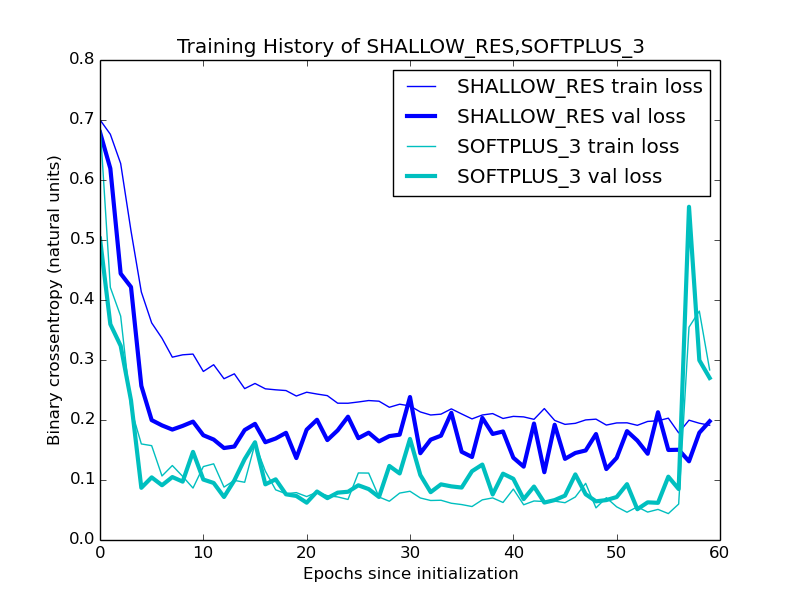 Training History of SHALLOW_RES,SOFTPLUS_3
SHALLOW_RES train loss
SHALLOW_RES val loss
SOFTPLUS_3 train loss
SOFTPLUS_3 val loss
Binary crossentropy (natural units)
0.8
0.7
0.6
0.5
0.4
0.3
0.2
0.1
0.0
0 10 20 30 40 50 60
Epochs since initialization